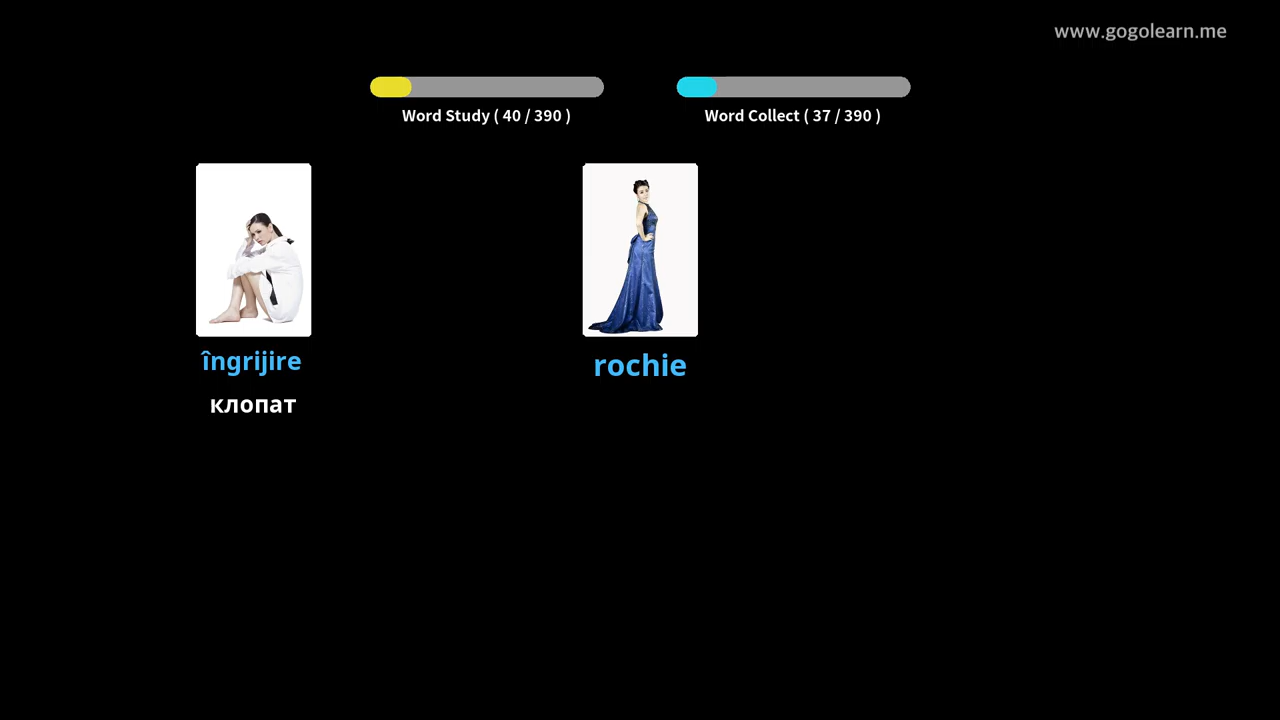 www.gogolearn.me
Word Study ( 40 / 390 )
Word Collect ( 37 / 390 )
îngrijire
клопат
rochie